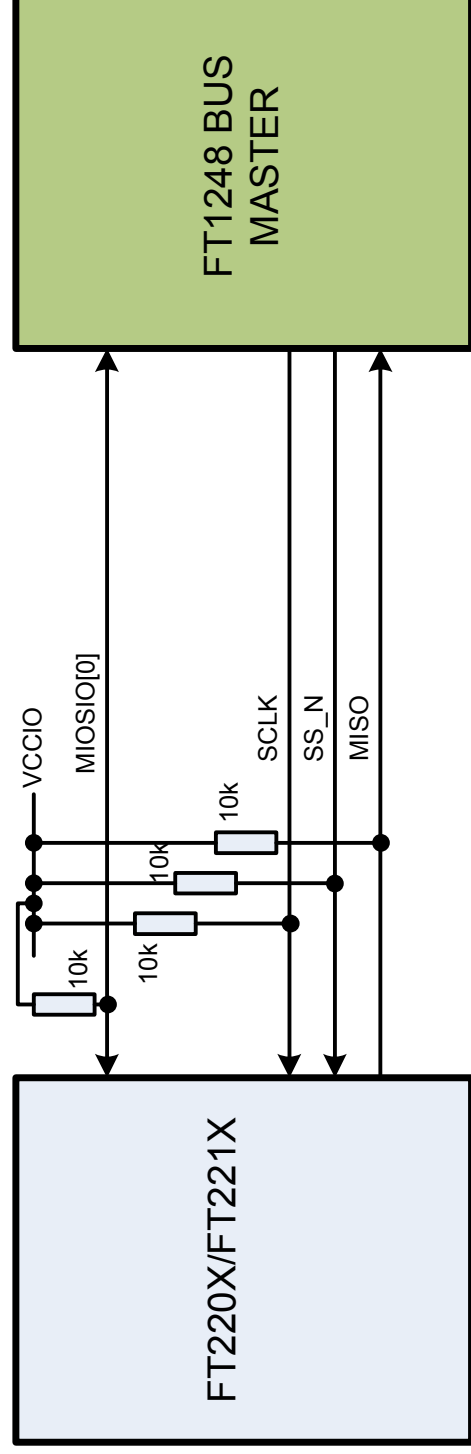 FT1248 BUS
MASTER
VCCIO
MIOSIO[0]
SCLK
SS_N
MISO
10k
10k
10k
10k
FT220X/FT221X